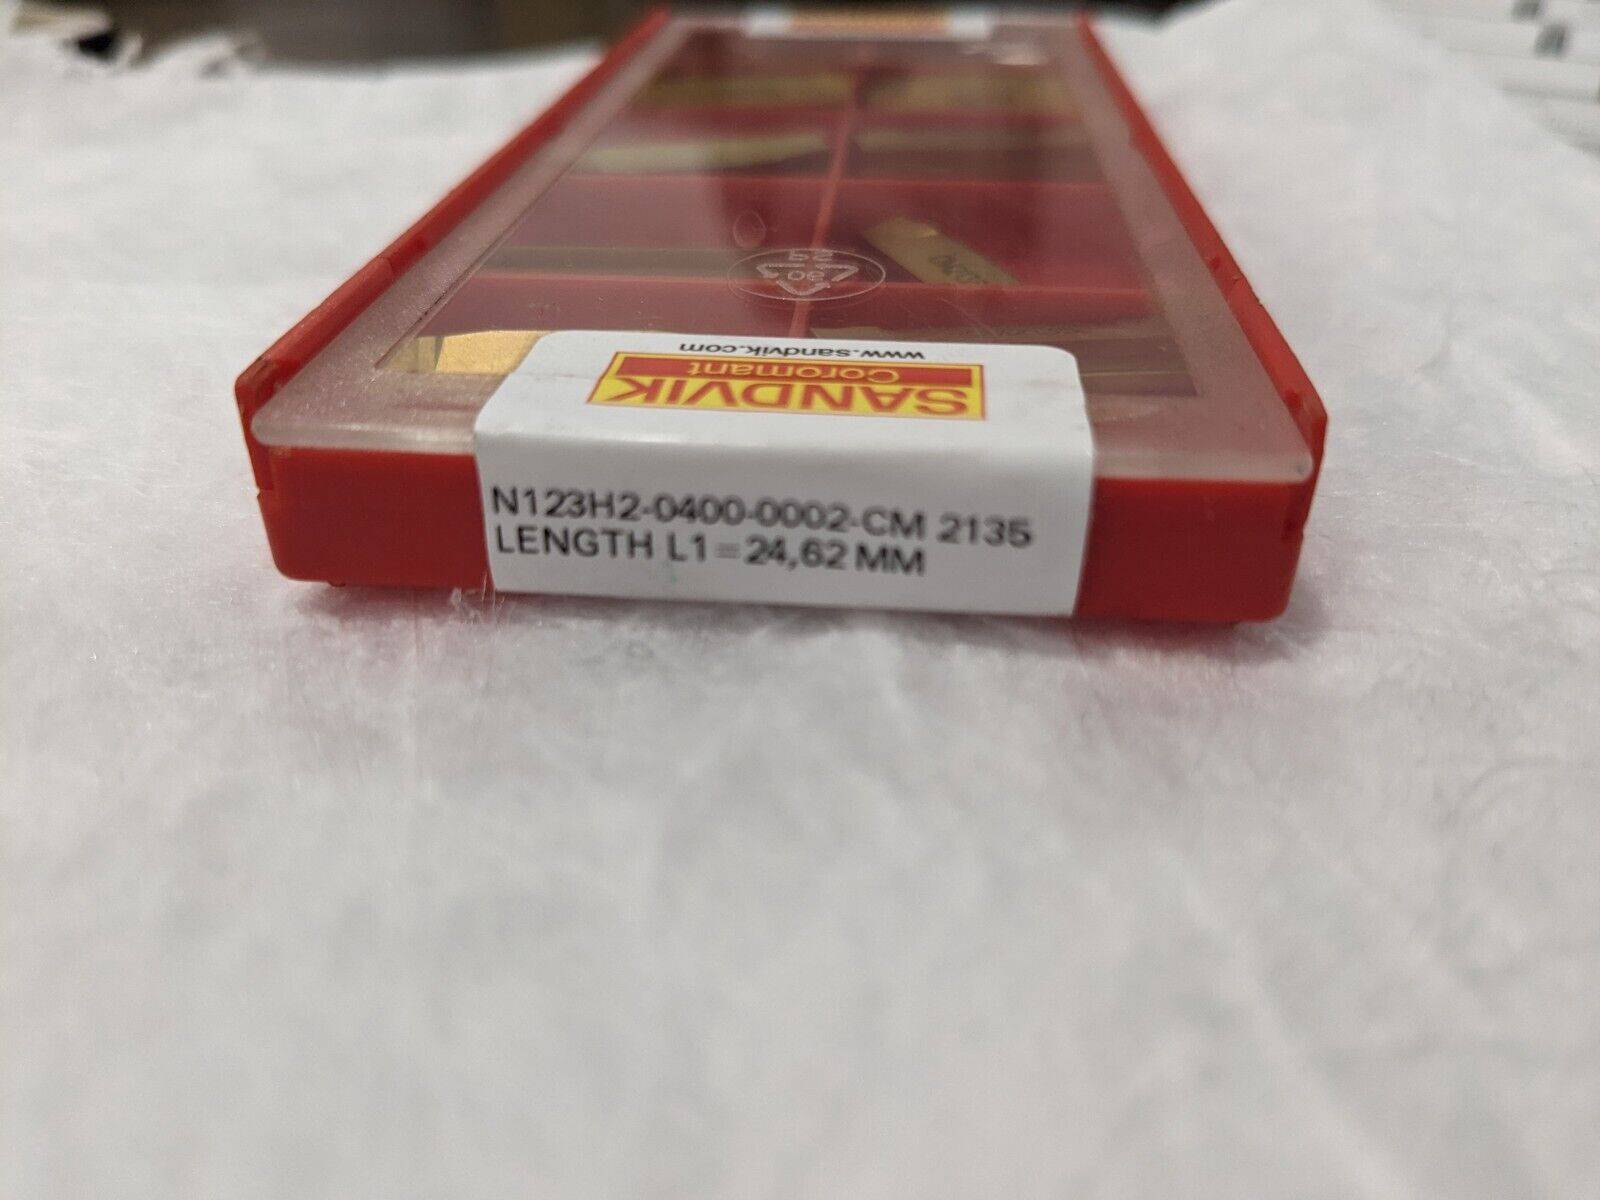 www.sandvik.com
SANDVIK
Coromant
N123H2-0400-0002-CM 2135
LENGTH L1=24,62 MM